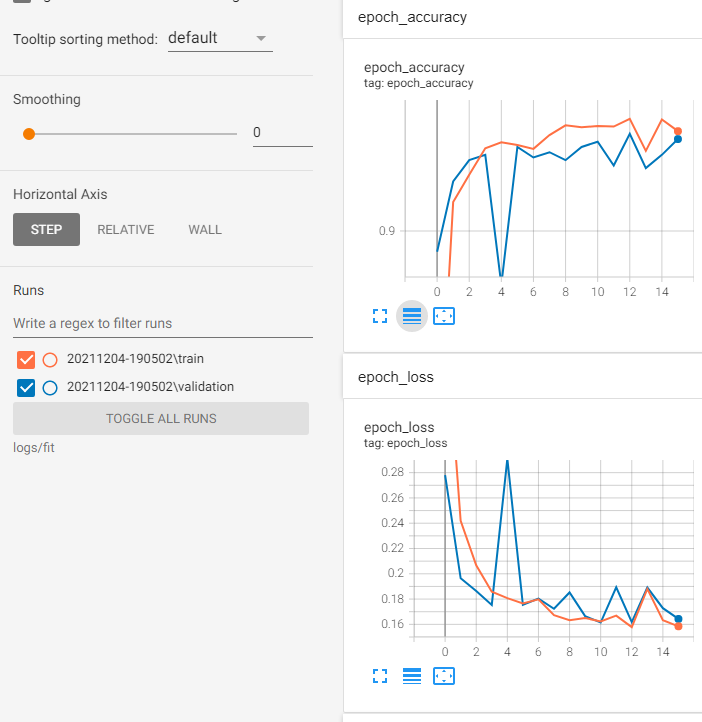 Tooltip sorting method: default
Smoothing
0
Horizontal Axis
STEP RELATIVE WALL
Runs
Write a regex to filter runs
20211204-190502\train
20211204-190502\validation
TOGGLE ALL RUNS
logs/fit
epoch_accuracy
epoch_accuracy
tag: epoch_accuracy
0.9
0 2 4 6 8 10 12 14
epoch_loss
epoch_loss
tag: epoch_loss
0.28
0.26
0.24
0.22
0.2
0.18
0.16
0 2 4 6 8 10 12 14